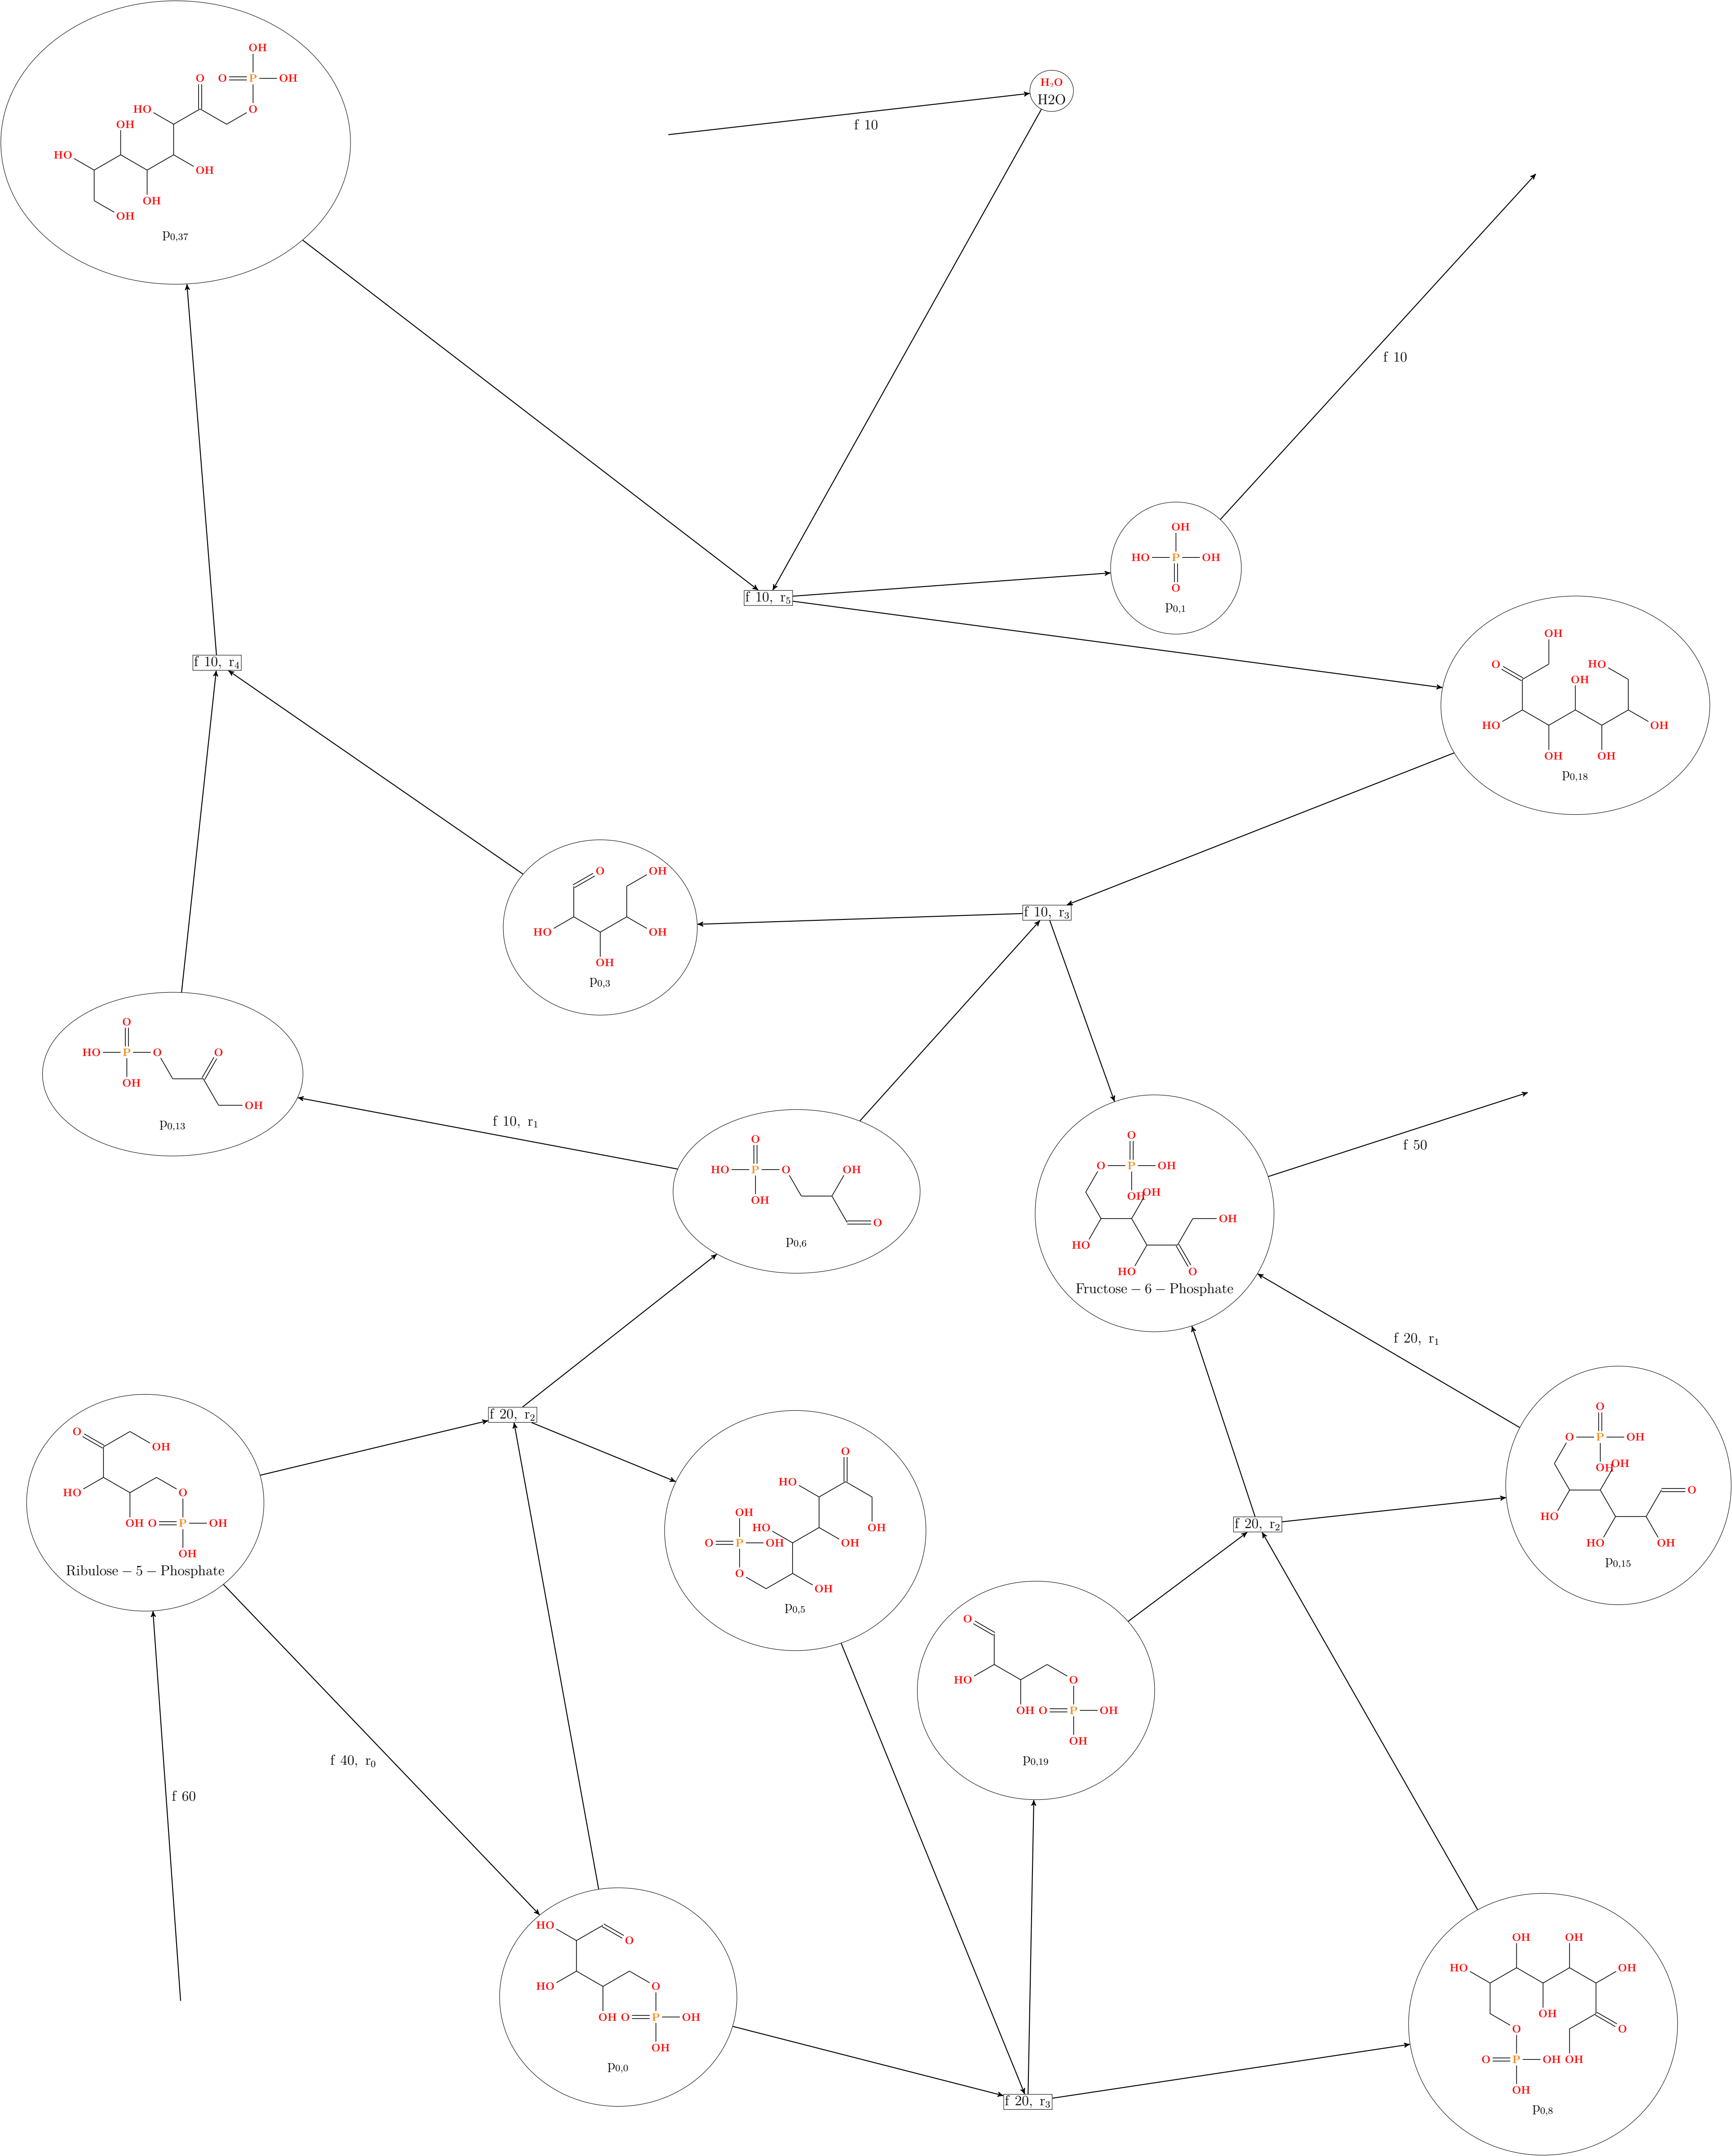 OH
O P OH
O
O
HO
OH
HO
OH
OH
OH
p0,37
H2O
H2O
f 10
f 10
OH
HO P OH
O
p0,1
f 10, r5
f 10, r4
OH
O HO
OH
HO OH
OH OH
p0,18
O OH
HO OH
OH
p0,3
f 10, r3
O
HO P O O
OH
OH
p0,13
f 10, r1
O
HO P O OH
OH
O
p0,6
O
O P OH
OH OH
OH
HO
HO O
Fructose − 6 − Phosphate
f 50
f 20, r1
O OH
HO O
OH O P OH
OH
Ribulose − 5 − Phosphate
f 20, r2
O
HO
OH
HO
O P OH OH OH
O
OH
p0,5
O
O P OH
OH OH
HO
O
HO OH
p0,15
f 20, r2
O
HO O
OH O P OH
OH
p0,19
f 40, r0
f 60
HO
O
HO O
OH O P OH
OH
p0,0
OH OH
HO OH
OH
O O
O P OH OH
OH
p0,8
f 20, r3